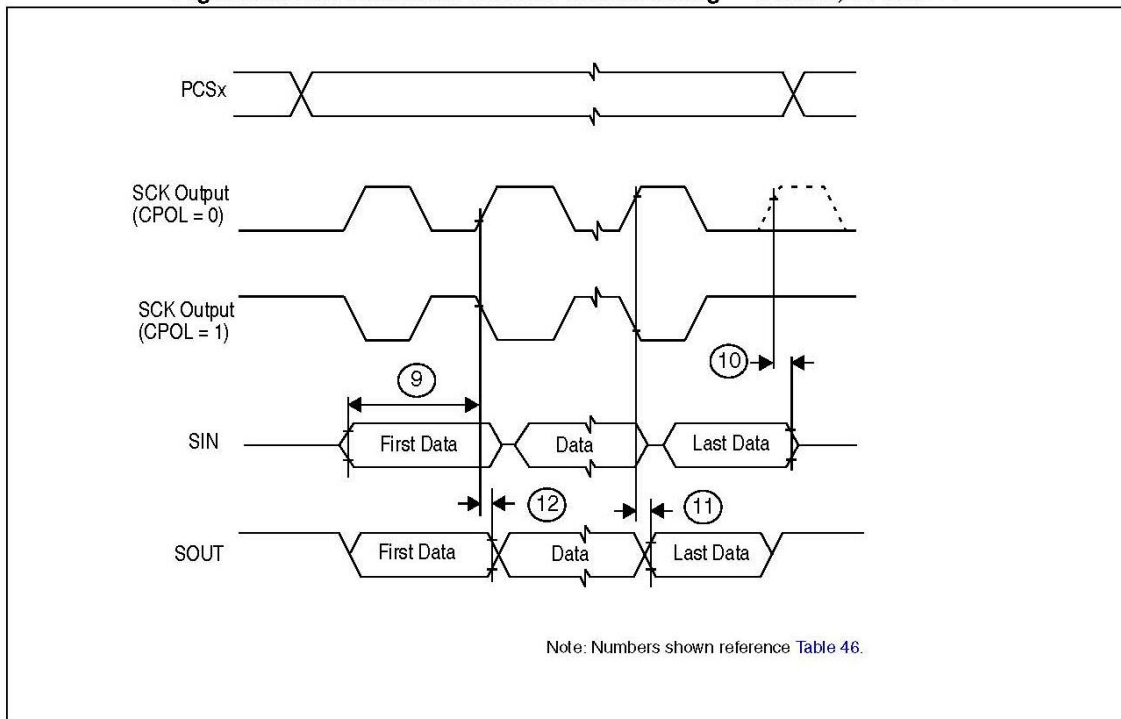 PCSx
SCK Output
(CPOL = 0)
SCK Output
(CPOL = 1)
10
9
SIN
First Data
Data
Last Data
12
11
SOUT
First Data
Data
Last Data
Note: Numbers shown reference Table 46.